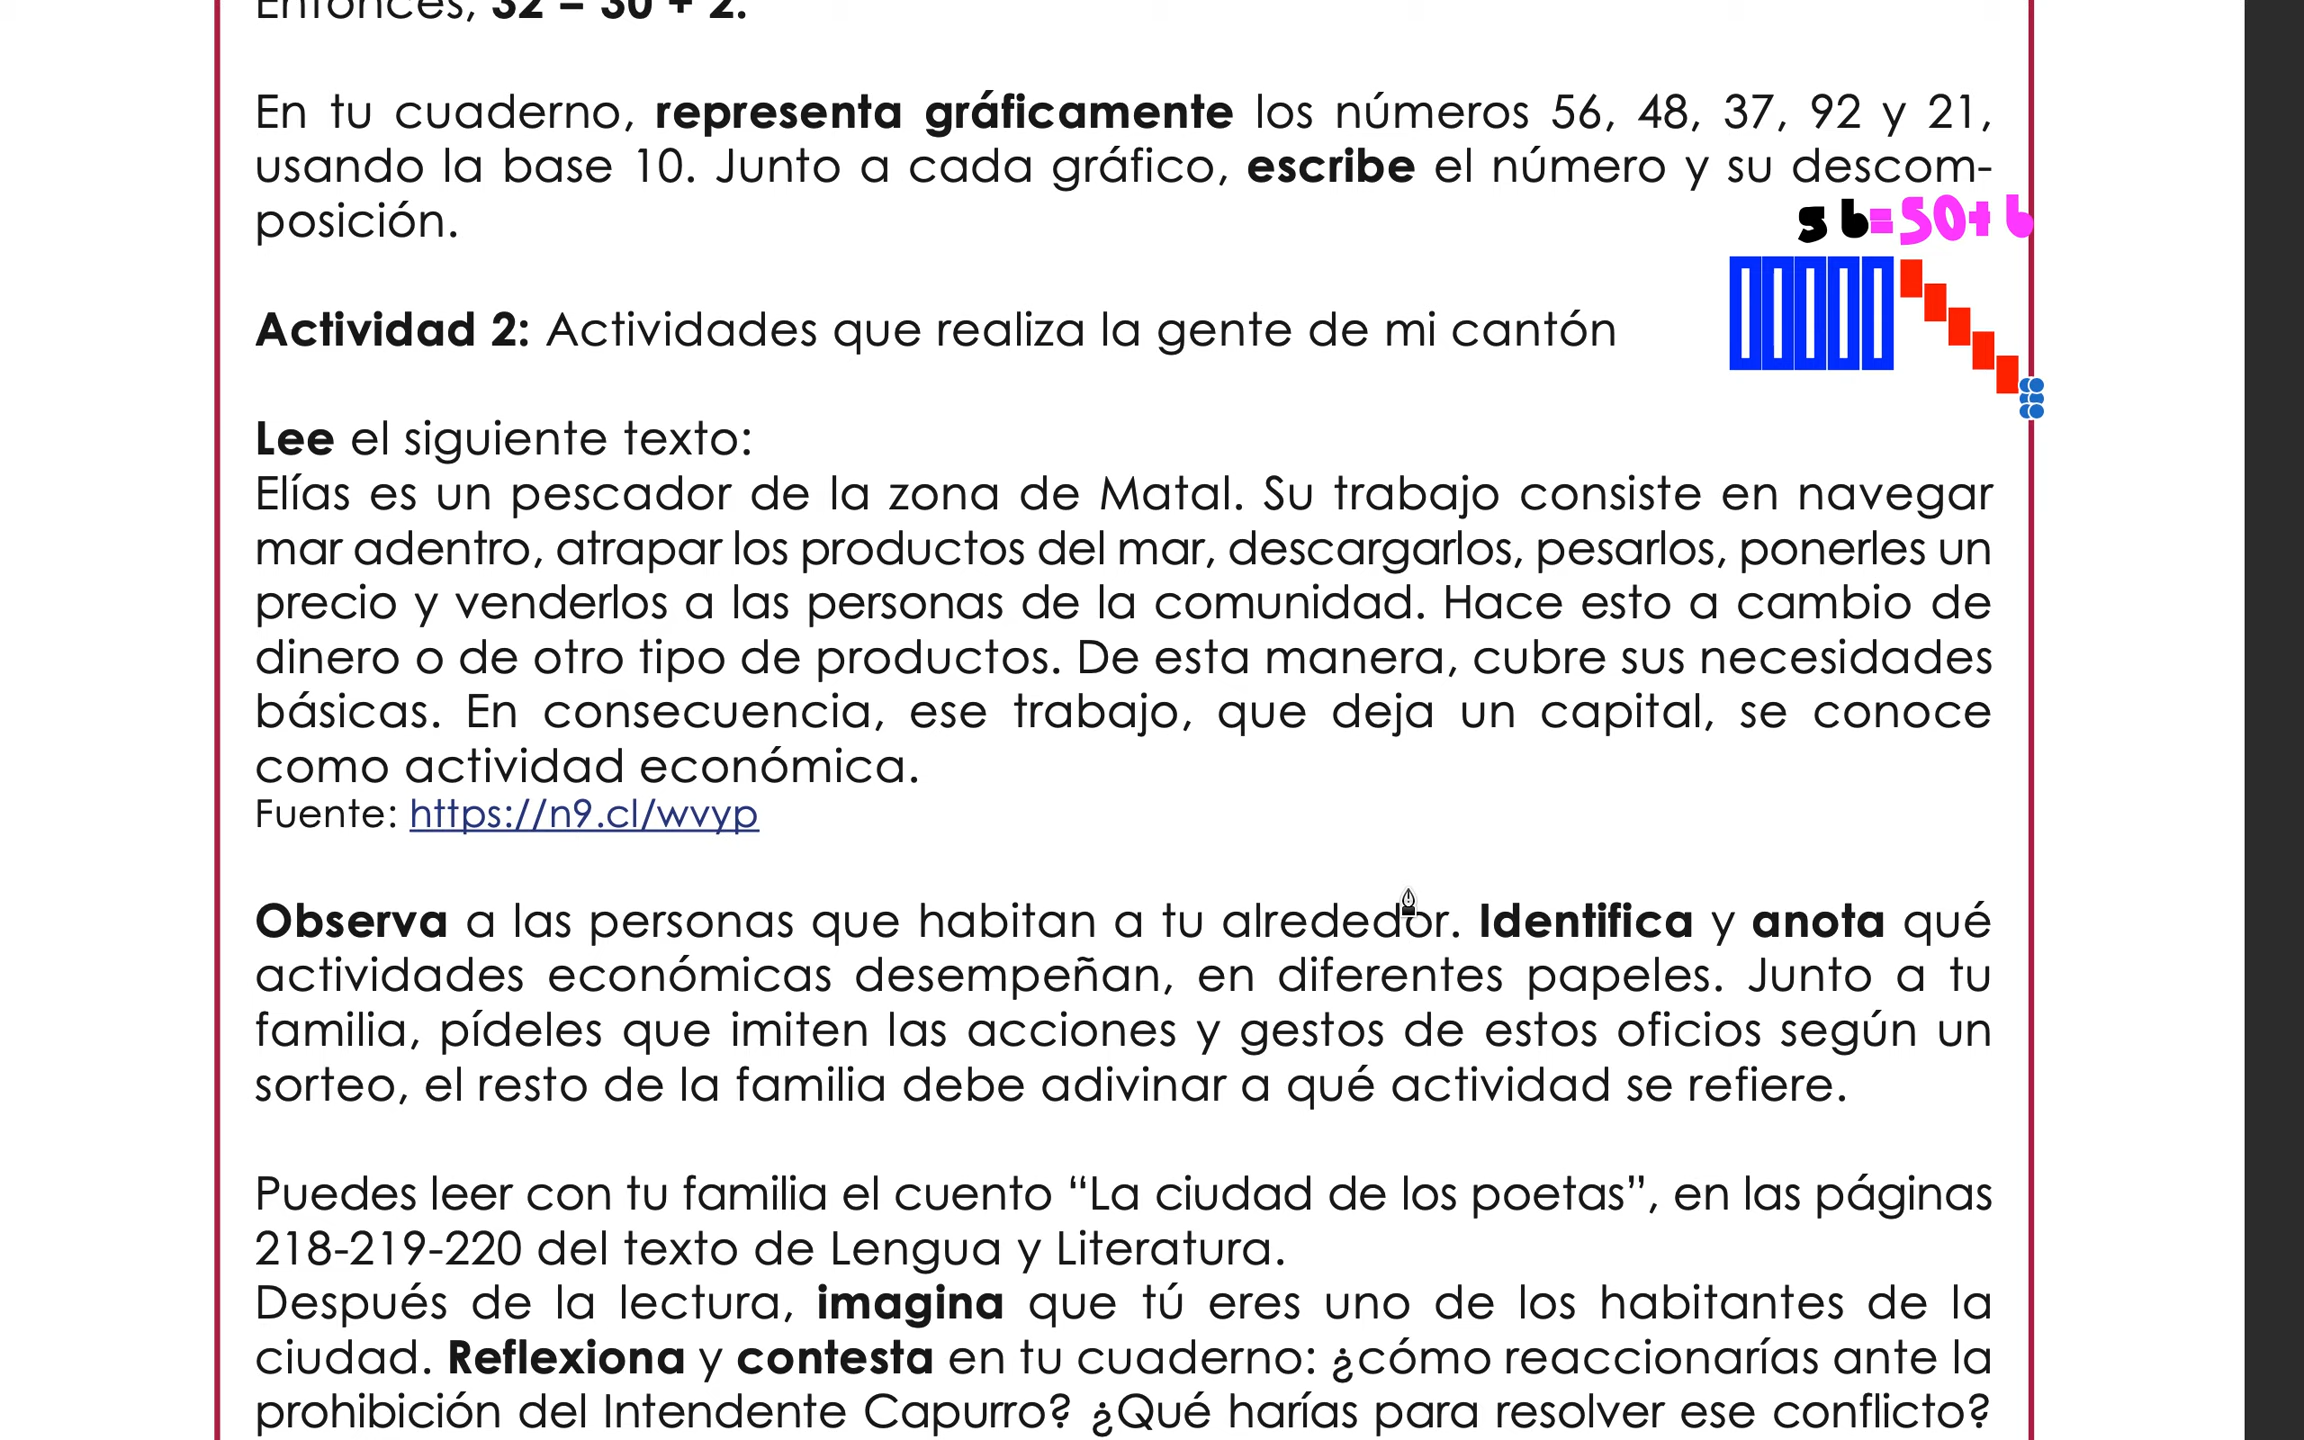 Entonces, 32 = 30 + 2.
En tu cuaderno, representa gráficamente los números 56, 48, 37, 92 y 21,
usando la base 10. Junto a cada gráfico, escribe el número y su descom-
posición.
56=50+6
Actividad 2: Actividades que realiza la gente de mi cantón
Lee el siguiente texto:
Elías es un pescador de la zona de Matal. Su trabajo consiste en navegar
mar adentro, atrapar los productos del mar, descargarlos, pesarlos, ponerles un
precio y venderlos a las personas de la comunidad. Hace esto a cambio de
dinero o de otro tipo de productos. De esta manera, cubre sus necesidades
básicas. En consecuencia, ese trabajo, que deja un capital, se conoce
como actividad económica.
Fuente: https://n9.cl/wvyp
Observa a las personas que habitan a tu alrededor. Identifica y anota qué
actividades económicas desempeñan, en diferentes papeles. Junto a tu
familia, pídeles que imiten las acciones y gestos de estos oficios según un
sorteo, el resto de la familia debe adivinar a qué actividad se refiere.
Puedes leer con tu familia el cuento “La ciudad de los poetas”, en las páginas
218-219-220 del texto de Lengua y Literatura.
Después de la lectura, imagina que tú eres uno de los habitantes de la
ciudad. Reflexiona y contesta en tu cuaderno: ¿cómo reaccionarías ante la
prohibición del Intendente Capurro? ¿Qué harías para resolver ese conflicto?